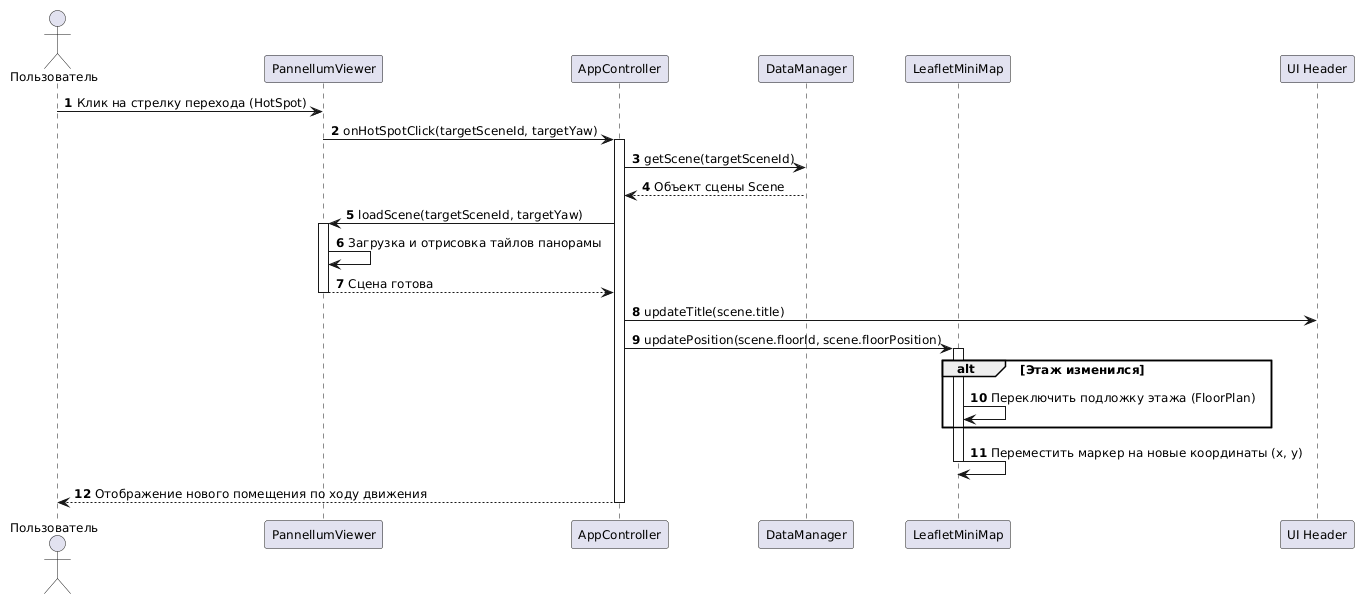 Пользователь
PannellumViewer
AppController
DataManager
LeafletMiniMap
UI Header
1 Клик на стрелку перехода (HotSpot)
2 onHotSpotClick(targetSceneId, targetYaw)
3 getScene(targetSceneId)
4 Объект сцены Scene
5 loadScene(targetSceneId, targetYaw)
6 Загрузка и отрисовка тайлов панорамы
7 Сцена готова
8 updateTitle(scene.title)
9 updatePosition(scene.floorId, scene.floorPosition)
alt [Этаж изменился]
10 Переключить подложку этажа (FloorPlan)
11 Переместить маркер на новые координаты (x, y)
12 Отображение нового помещения по ходу движения
Пользователь
PannellumViewer
AppController
DataManager
LeafletMiniMap
UI Header